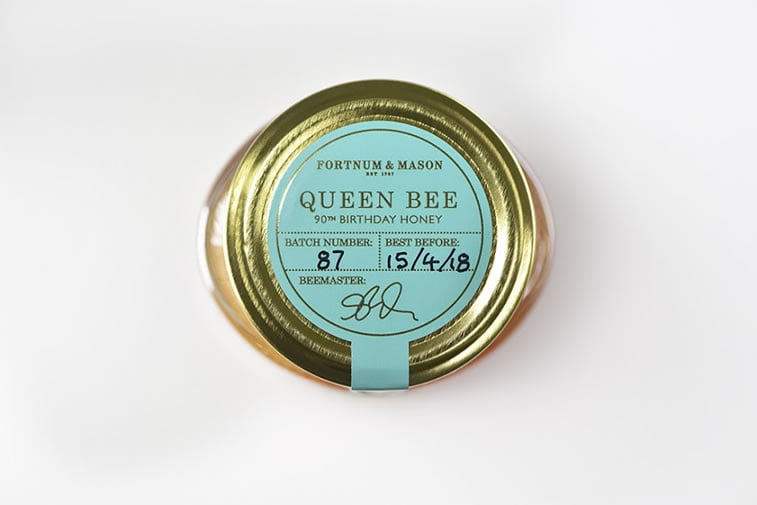 FORTNUM & MASON
EST 1707
QUEEN BEE
90TH BIRTHDAY HONEY
BATCH NUMBER: BEST BEFORE:
87 15/4/18
BEEMASTER: